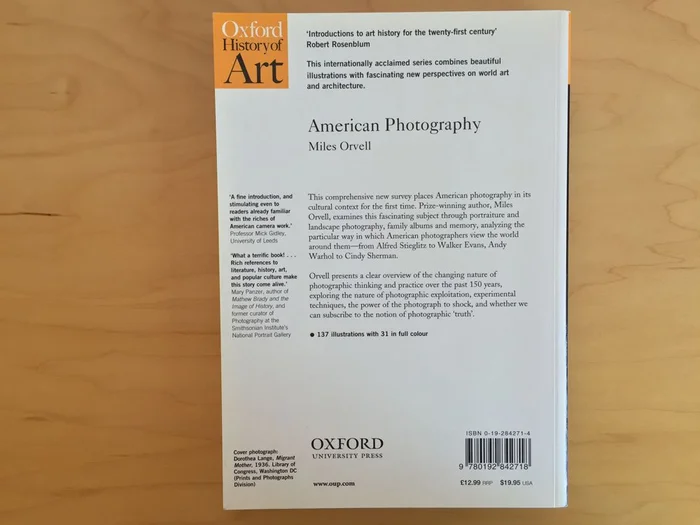 Oxford
History of
Art
'Introductions to art history for the twenty-first century'
Robert Rosenblum
This internationally acclaimed series combines beautiful
illustrations with fascinating new perspectives on world art
and architecture.
American Photography
Miles Orvell
'A fine introduction, and
stimulating even to
readers already familiar
with the riches of
American camera work.'
Professor Mick Gidley,
University of Leeds
'What a terrific book! . . .
Rich references to
literature, history, art,
and popular culture make
this story come alive.'
Mary Panzer, author of
Mathew Brady and the
Image of History, and
former curator of
Photography at the
Smithsonian Institute's
National Portrait Gallery
This comprehensive new survey places American photography in its
cultural context for the first time. Prize-winning author, Miles
Orvell, examines this fascinating subject through portraiture and
landscape photography, family albums and memory, analyzing the
particular way in which American photographers view the world
around them—from Alfred Stieglitz to Walker Evans, Andy
Warhol to Cindy Sherman.
Orvell presents a clear overview of the changing nature of
photographic thinking and practice over the past 150 years,
exploring the nature of photographic exploitation, experimental
techniques, the power of the photograph to shock, and whether we
can subscribe to the notion of photographic 'truth'.
● 137 illustrations with 31 in full colour
Cover photograph:
Dorothea Lange, Migrant
Mother, 1936. Library of
Congress, Washington DC
(Prints and Photographs
Division)
OXFORD
UNIVERSITY PRESS
www.oup.com
ISBN 0-19-284271-4
9 780192 842718
£12.99 RRP $19.95 USA